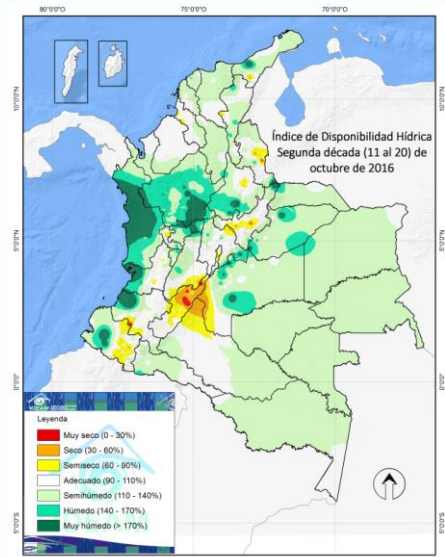 80°0'0"O
75°0'0"O
70°0'0"O
Índice de Disponibilidad Hídrica
Segunda década (11 al 20) de
octubre de 2016
Leyenda
Muy seco (0 - 30%)
Seco (30 - 60%)
Semiseco (60 - 90%)
Adecuado (90 - 110%)
Semihúmedo (110 - 140%)
Húmedo (140 - 170%)
Muy húmedo (> 170%)